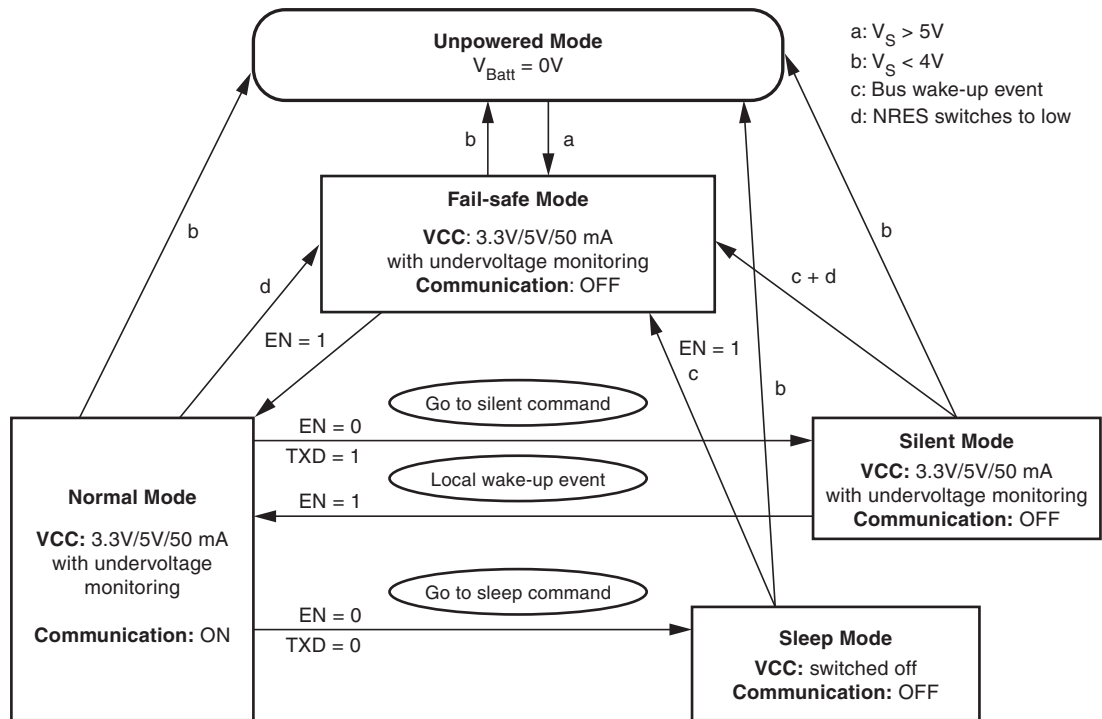 Unpowered Mode
V_Batt = 0V
a: V_S > 5V
b: V_S < 4V
c: Bus wake-up event
d: NRES switches to low
b
a
Fail-safe Mode
VCC: 3.3V/5V/50 mA
with undervoltage monitoring
Communication: OFF
b
b
d
c + d
EN = 1
EN = 1
c
b
Go to silent command
EN = 0
TXD = 1
Local wake-up event
EN = 1
Silent Mode
VCC: 3.3V/5V/50 mA
with undervoltage monitoring
Communication: OFF
Normal Mode
VCC: 3.3V/5V/50 mA
with undervoltage
monitoring
Communication: ON
Go to sleep command
EN = 0
TXD = 0
Sleep Mode
VCC: switched off
Communication: OFF